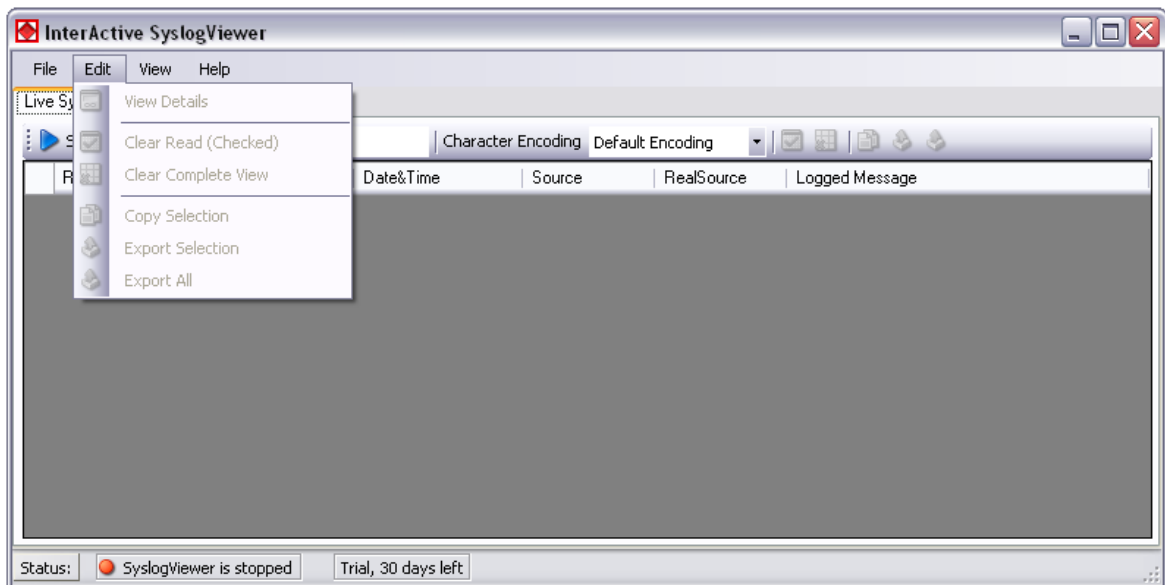 InterActive SyslogViewer
File Edit View Help
Live Sy
View Details
Clear Read (Checked)
Clear Complete View
Copy Selection
Export Selection
Export All
Character Encoding Default Encoding
Date&Time Source RealSource Logged Message
Status: SyslogViewer is stopped Trial, 30 days left